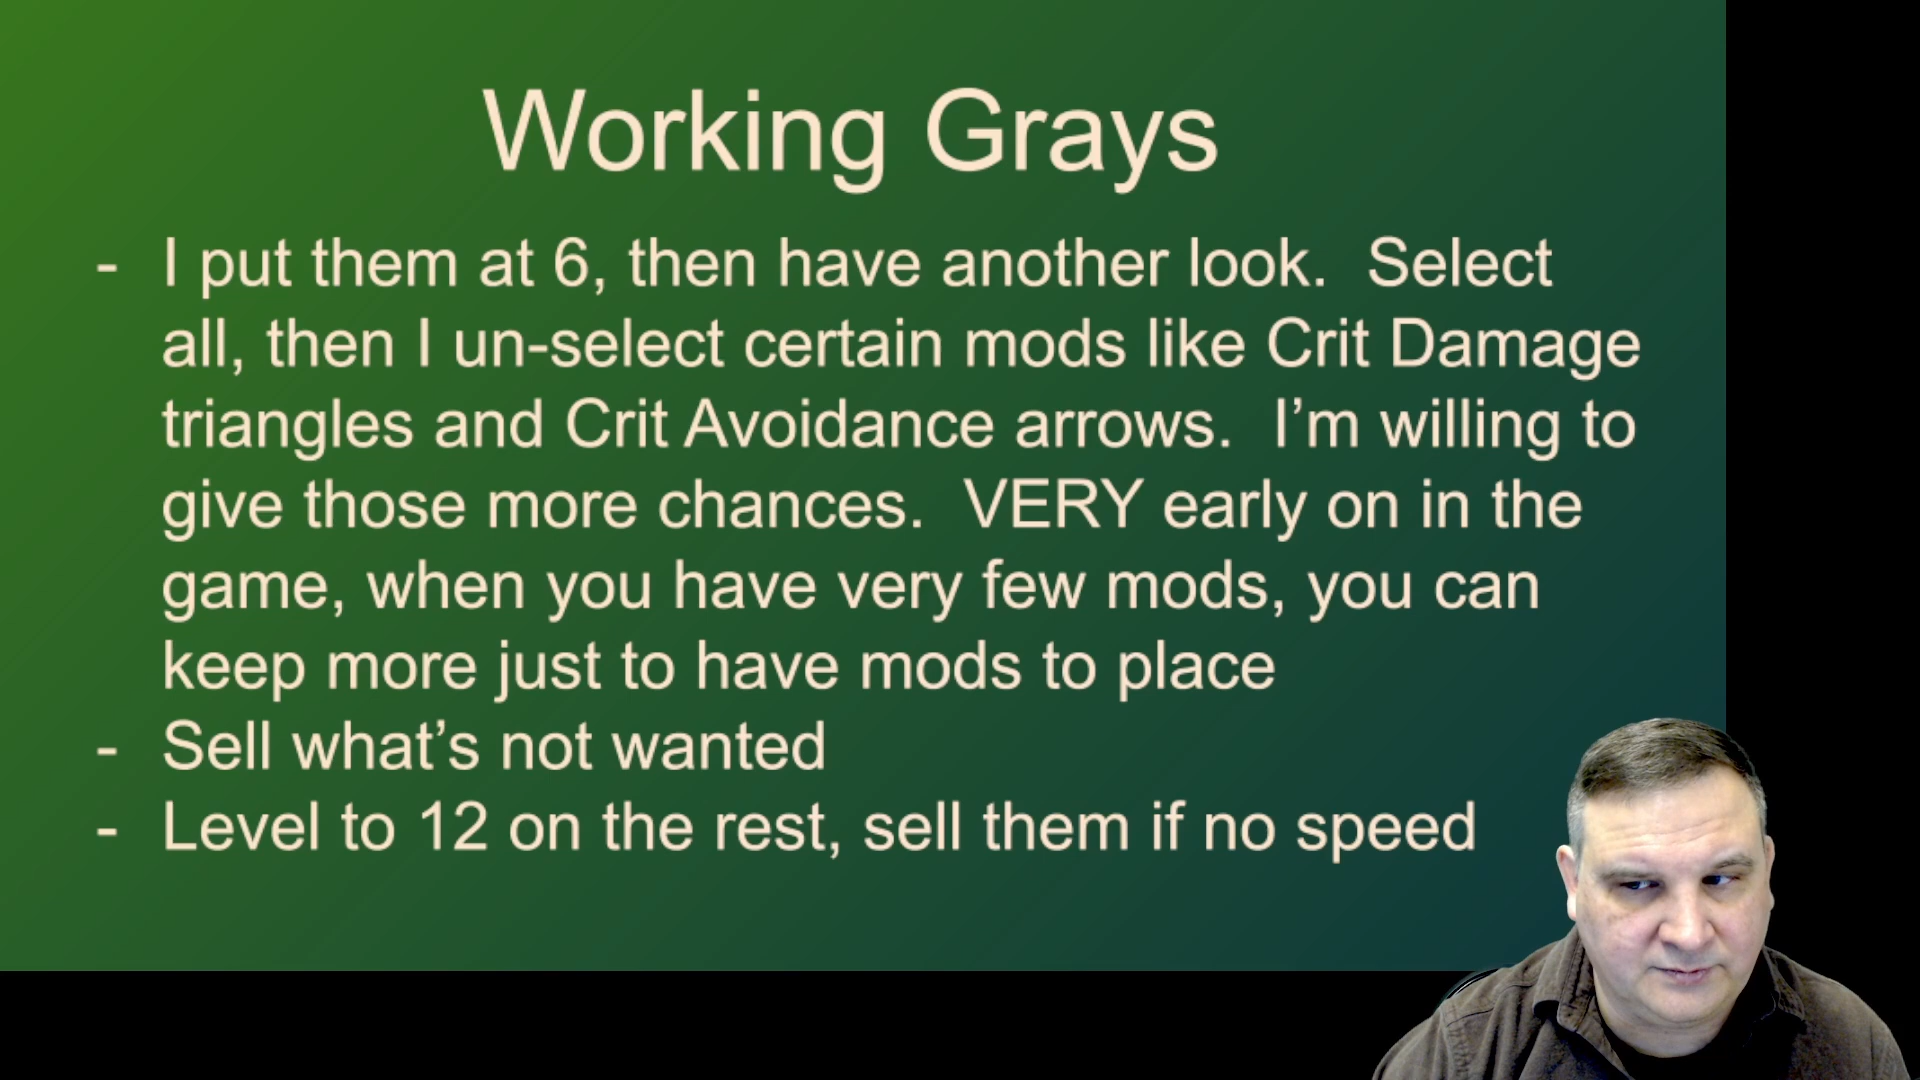 Working Grays
- I put them at 6, then have another look.  Select
all, then I un-select certain mods like Crit Damage
triangles and Crit Avoidance arrows.  I’m willing to
give those more chances.  VERY early on in the
game, when you have very few mods, you can
keep more just to have mods to place
- Sell what’s not wanted
- Level to 12 on the rest, sell them if no speed